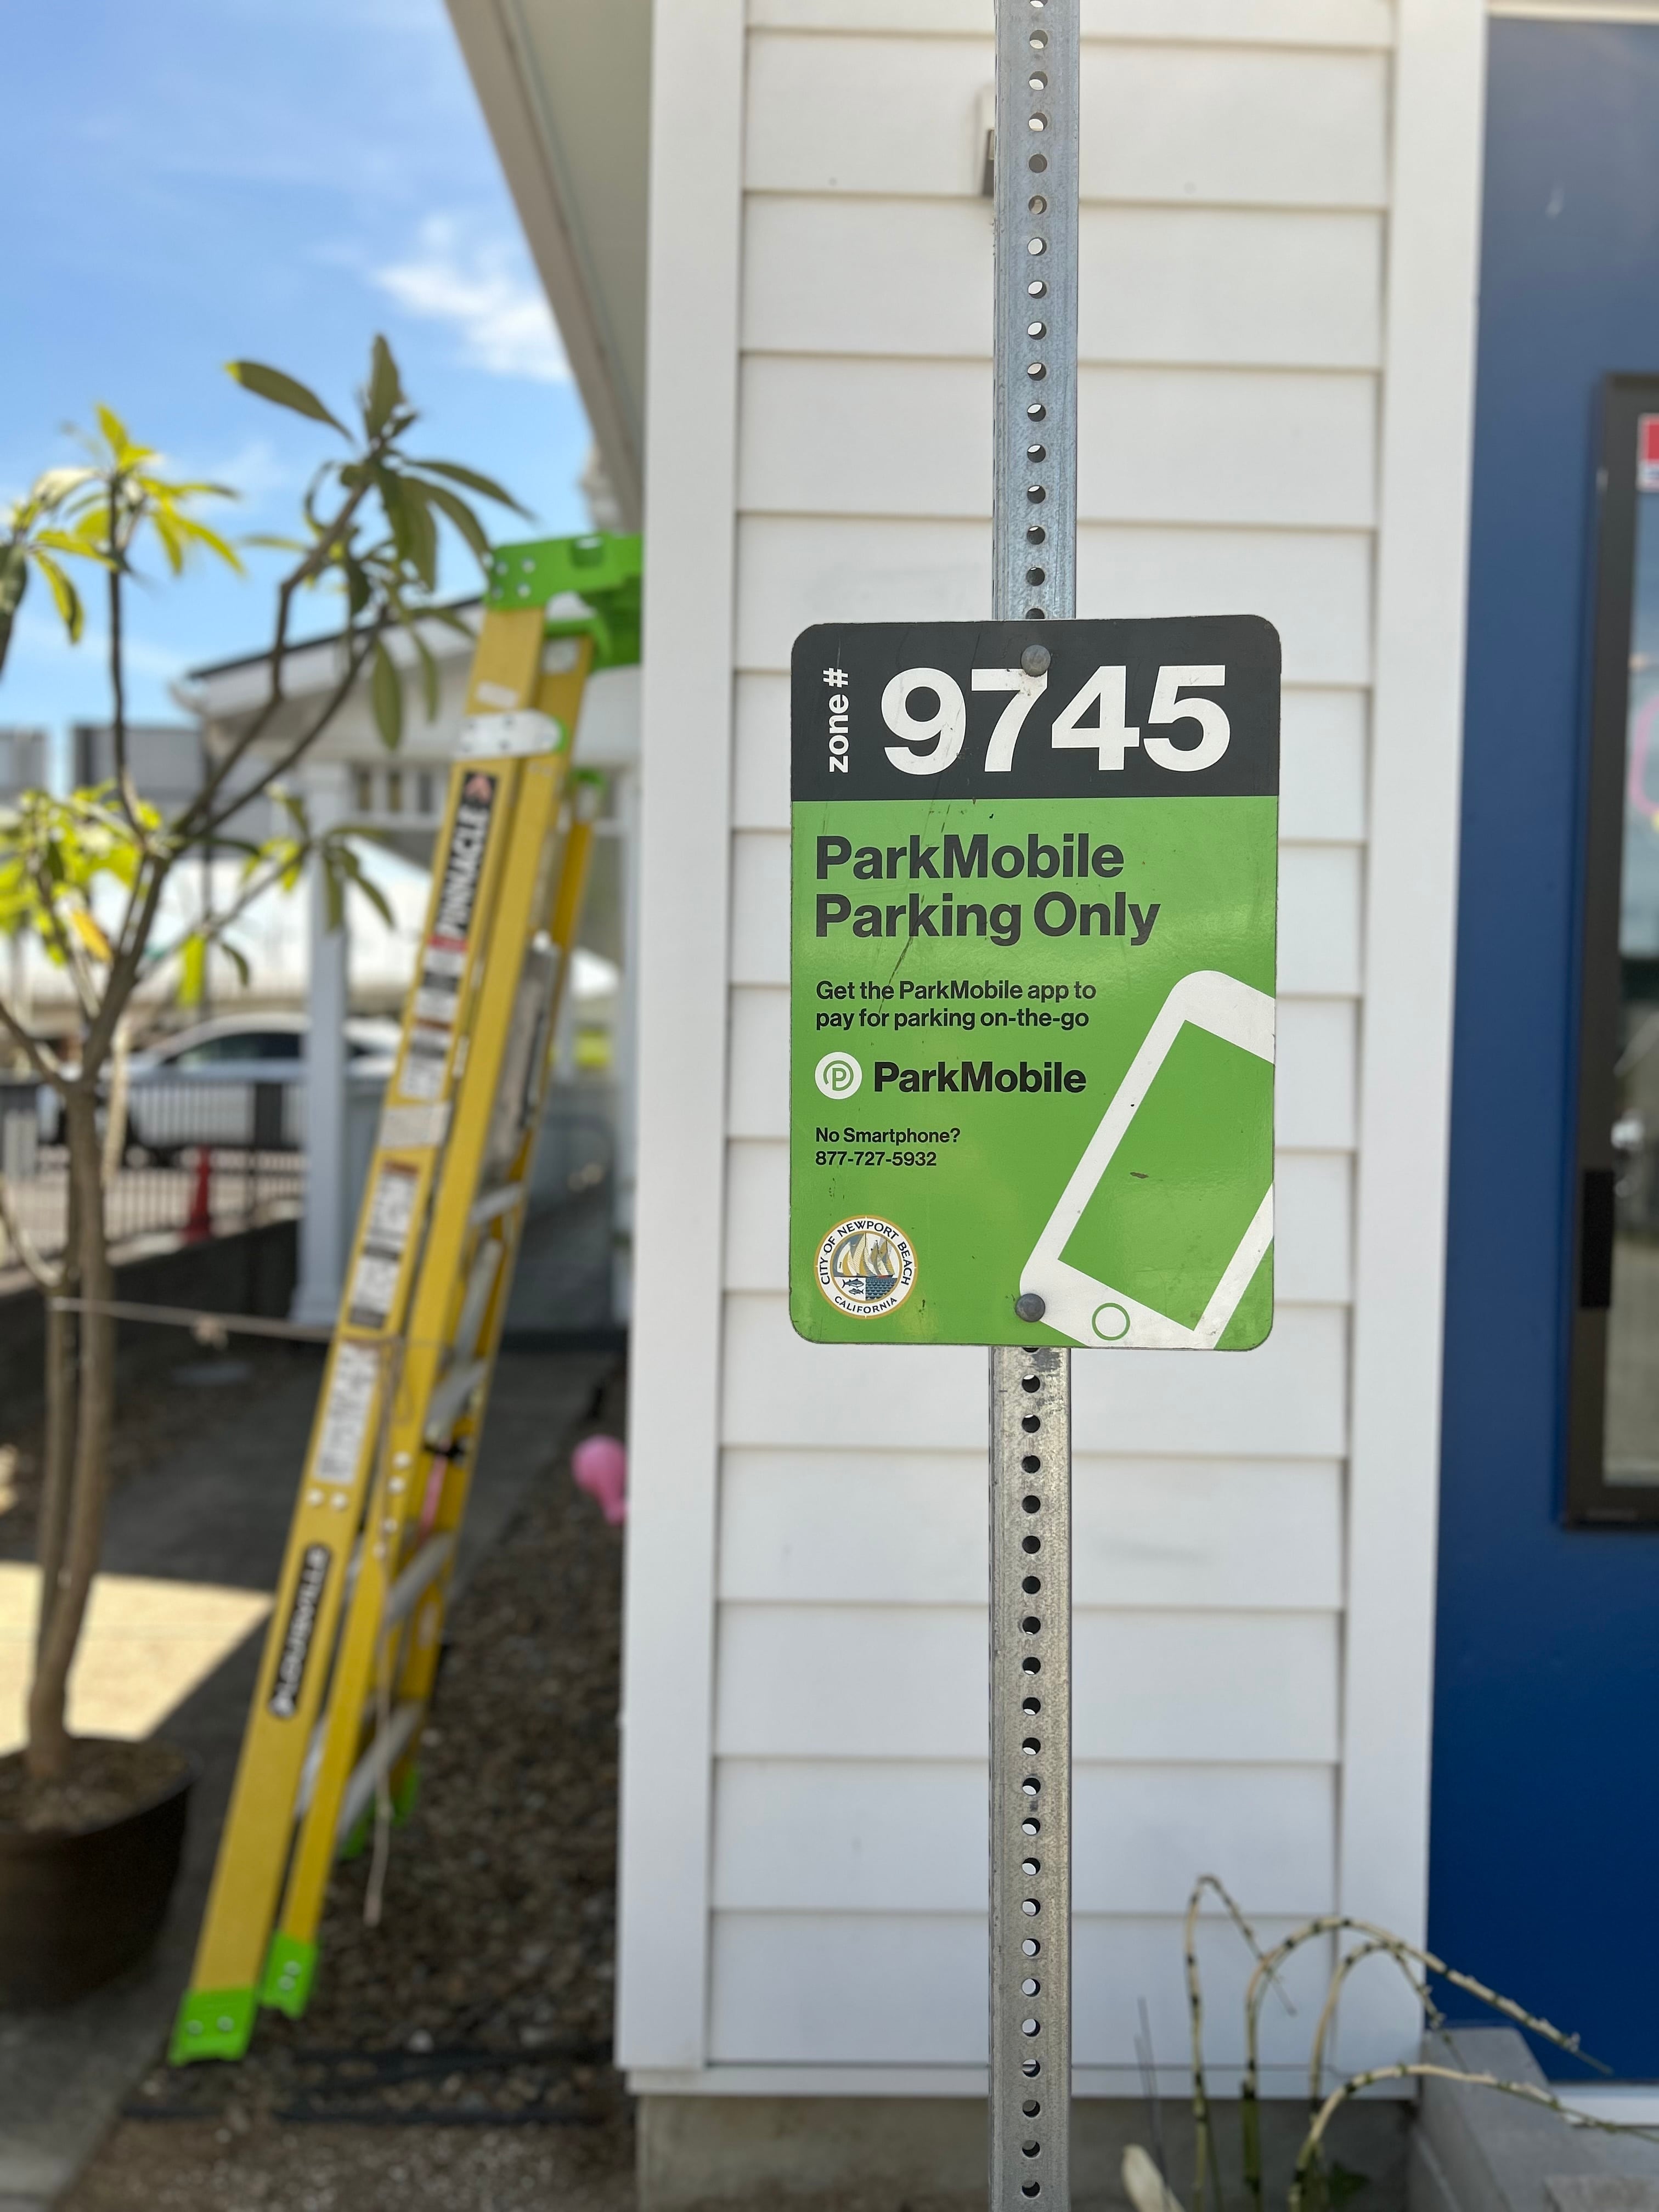 zone # 9745
ParkMobile
Parking Only
Get the ParkMobile app to
pay for parking on-the-go
P ParkMobile
No Smartphone?
877-727-5932
CITY OF NEWPORT BEACH
CALIFORNIA
PINNACLE
LOUISVILLE